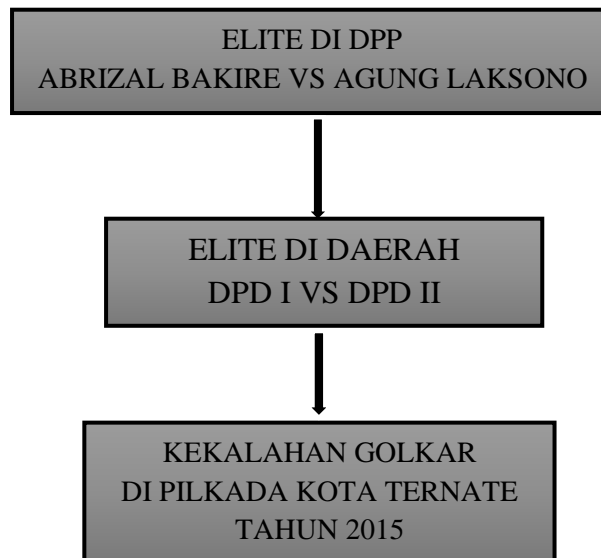 ELITE DI DPP
ABRIZAL BAKIRE VS AGUNG LAKSONO
ELITE DI DAERAH
DPD I VS DPD II
KEKALAHAN GOLKAR
DI PILKADA KOTA TERNATE
TAHUN 2015